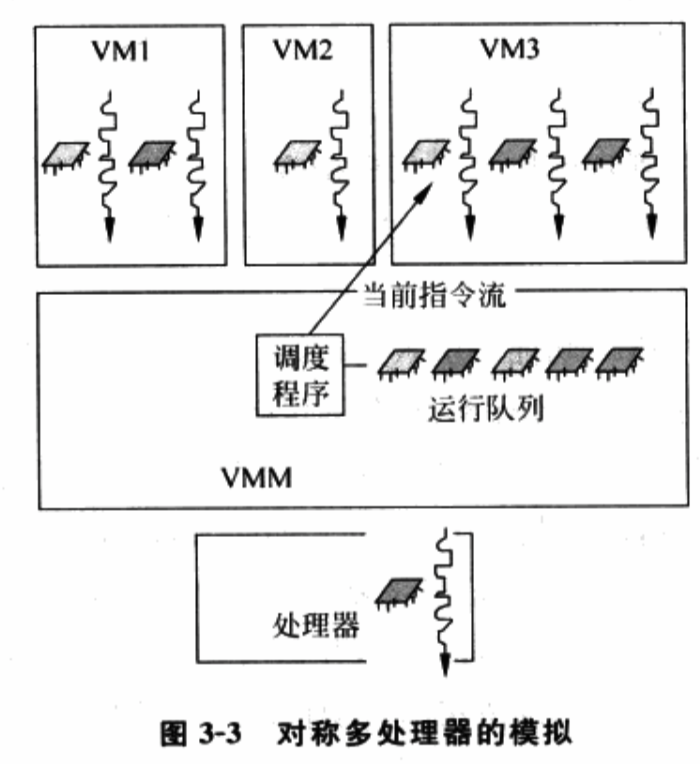 VM1 VM2 VM3
当前指令流
调度
程序
运行队列
VMM
处理器
图 3-3 对称多处理器的模拟